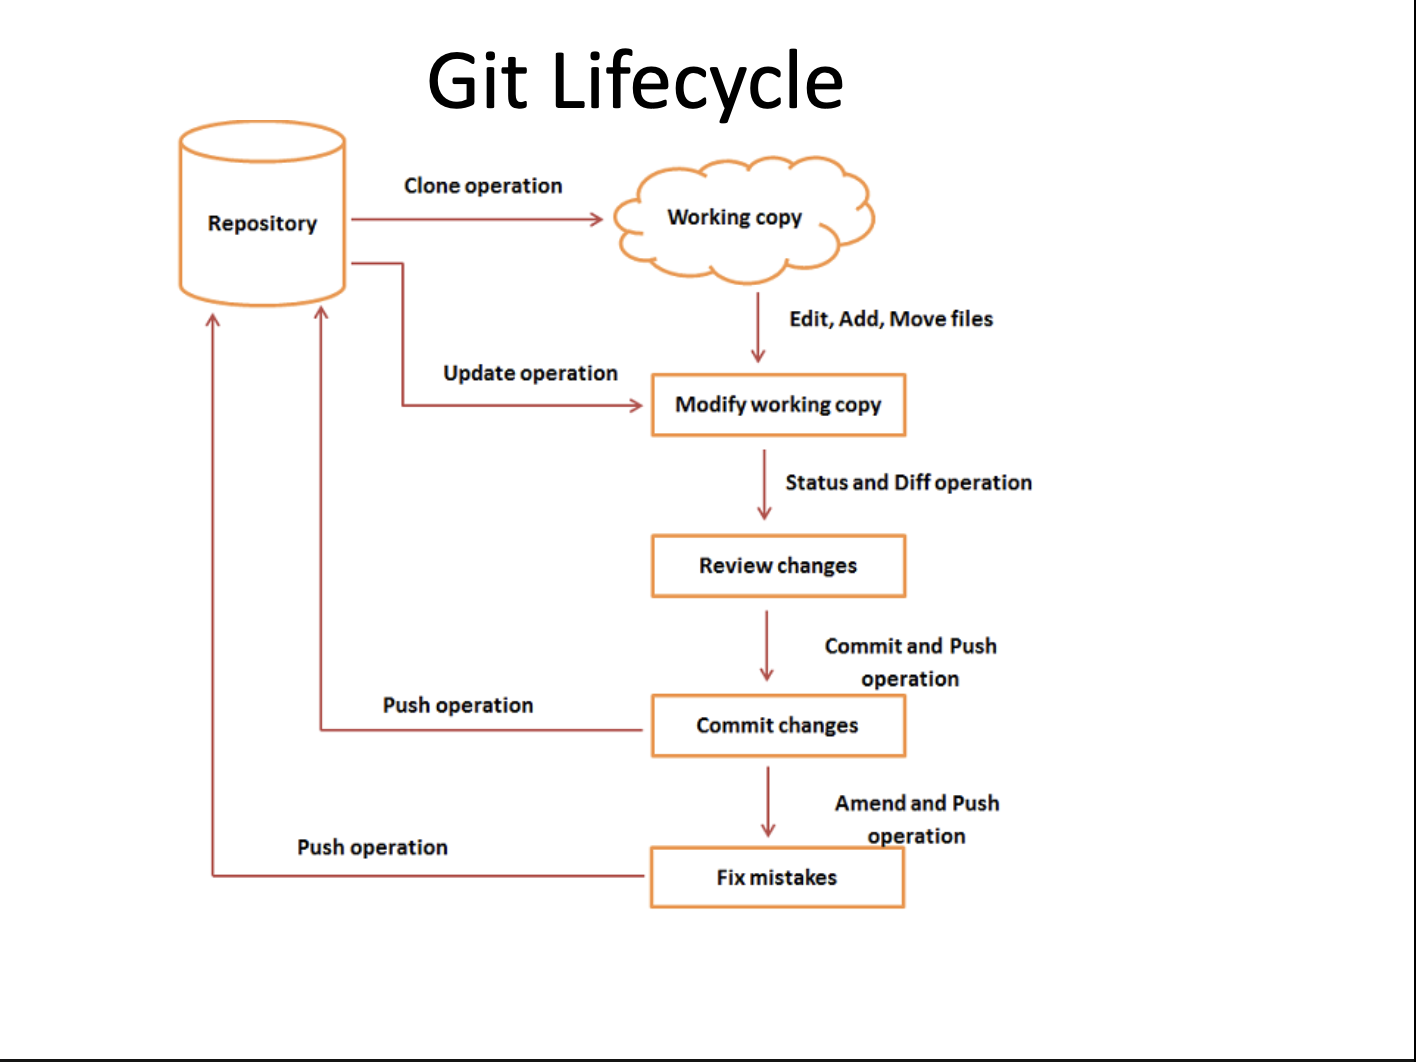 Git Lifecycle
Clone operation
Repository
Working copy
Edit, Add, Move files
Update operation
Modify working copy
Status and Diff operation
Review changes
Commit and Push
operation
Push operation
Commit changes
Amend and Push
operation
Push operation
Fix mistakes